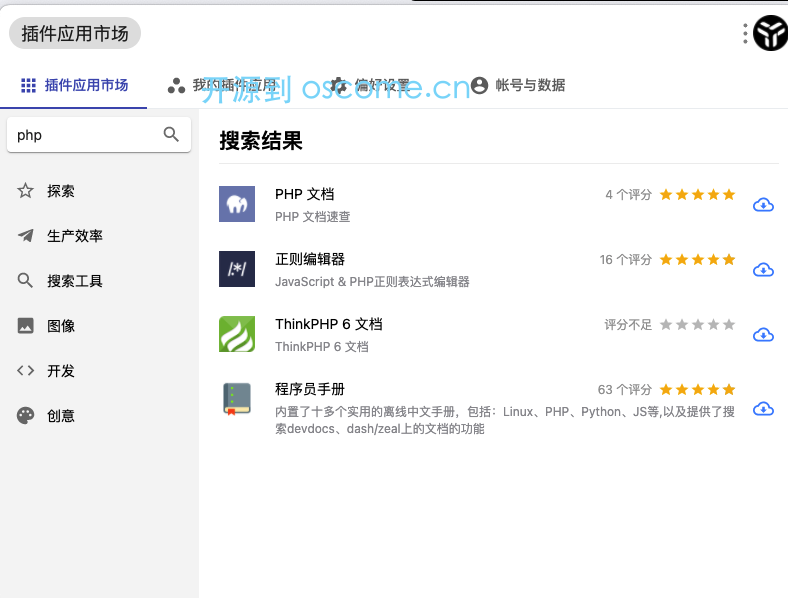 插件应用市场
插件应用市场 我的插件应用 偏好设置 帐号与数据
开源到 oscome.cn
php
搜索结果
探索
生产效率
搜索工具
图像
开发
创意
PHP 文档 4 个评分
PHP 文档速查
正则编辑器 16 个评分
/.*/
JavaScript & PHP正则表达式编辑器
ThinkPHP 6 文档 评分不足
ThinkPHP 6 文档
程序员手册 63 个评分
内置了十多个实用的离线中文手册，包括：Linux、PHP、Python、JS等,以及提供了搜
索devdocs、dash/zeal上的文档的功能